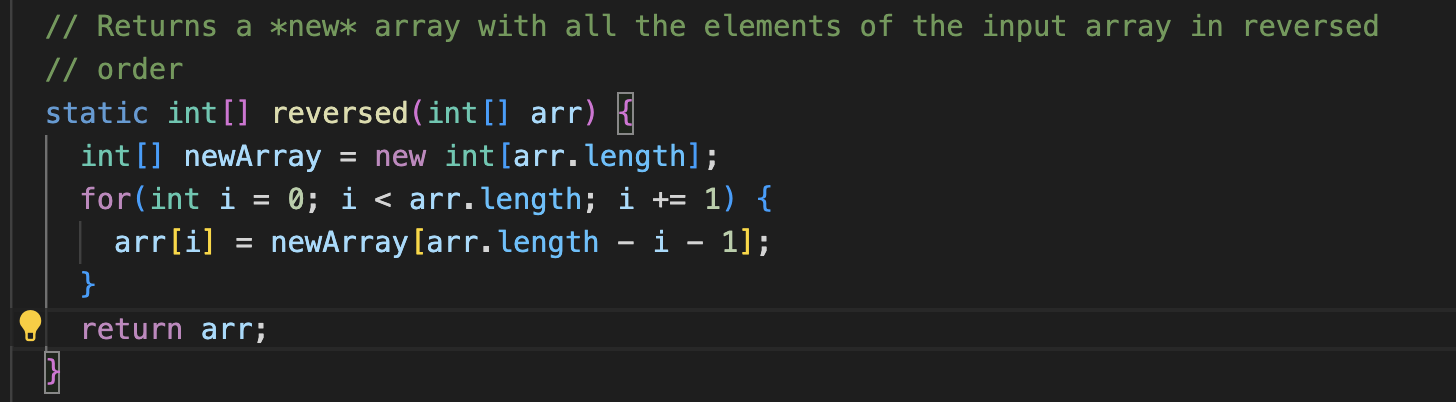 // Returns a *new* array with all the elements of the input array in reversed
// order
static int[] reversed(int[] arr) {
  int[] newArray = new int[arr.length];
  for(int i = 0; i < arr.length; i += 1) {
    arr[i] = newArray[arr.length - i - 1];
  }
  return arr;
}